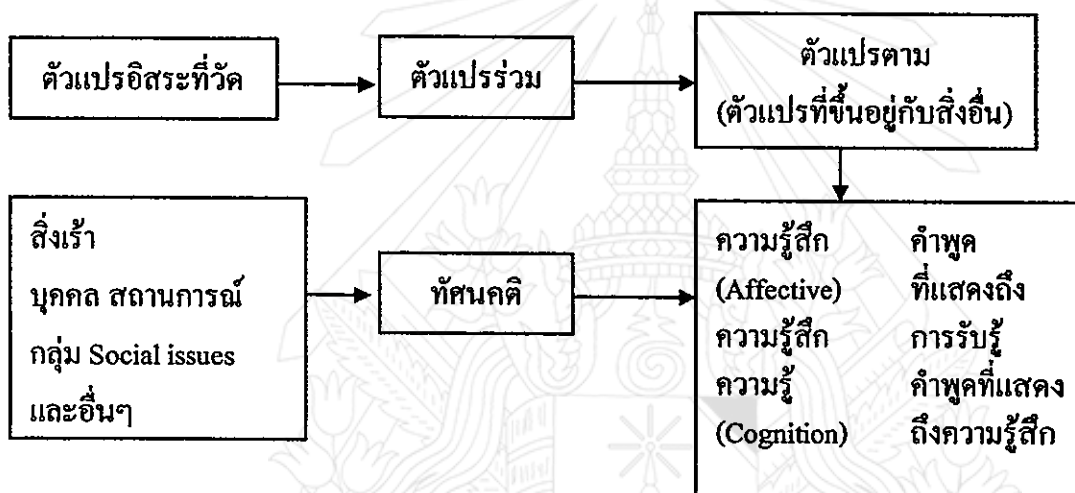 ตัวแปรอิสระที่วัด
ตัวแปรร่วม
ตัวแปรตาม
(ตัวแปรที่ขึ้นอยู่กับสิ่งอื่น)
สิ่งเร้า
บุคคล สถานการณ์
กลุ่ม Social issues
และอื่นๆ
ทัศนคติ
ความรู้สึก คำพูด
(Affective) ที่แสดงถึง
ความรู้สึก การรับรู้
ความรู้ คำพูดที่แสดง
(Cognition) ถึงความรู้สึก